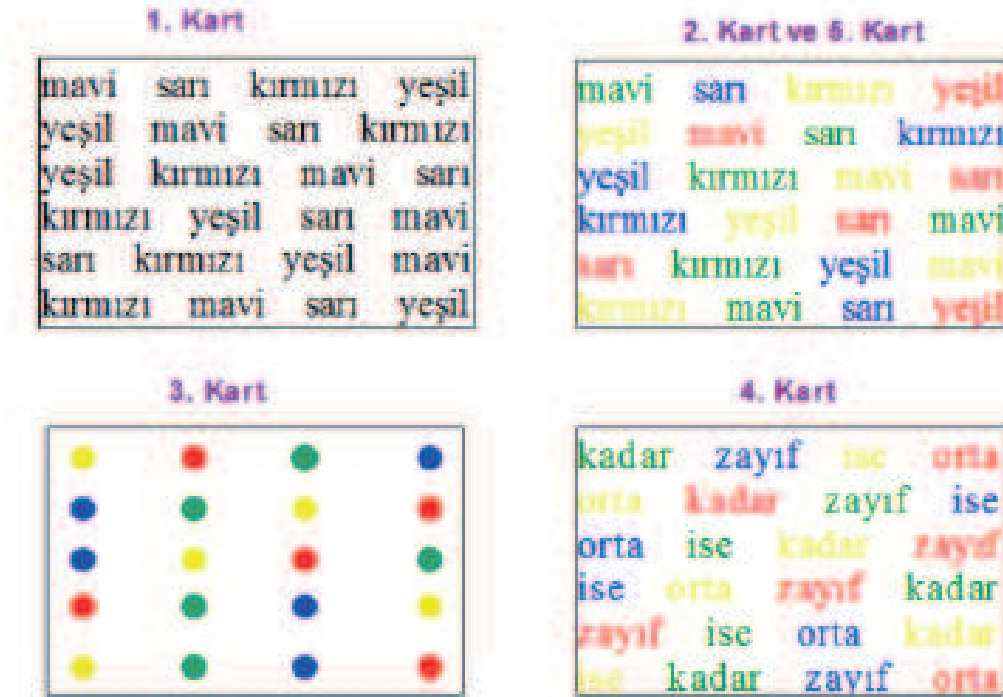 1. Kart
mavi sarı kırmızı yeşil
yeşil mavi sarı kırmızı
yeşil kırmızı mavi sarı
kırmızı yeşil sarı mavi
sarı kırmızı yeşil mavi
kırmızı mavi sarı yeşil
2. Kart ve 5. Kart
mavi sarı kırmızı yeşil
yeşil mavi sarı kırmızı
yeşil kırmızı mavi sarı
kırmızı yeşil sarı mavi
sarı kırmızı yeşil mavi
kırmızı mavi sarı yeşil
3. Kart
4. Kart
kadar zayıf ise orta
orta kadar zayıf ise
orta ise kadar zayıf
ise orta zayıf kadar
zayıf ise orta kadar
ise kadar zayıf orta